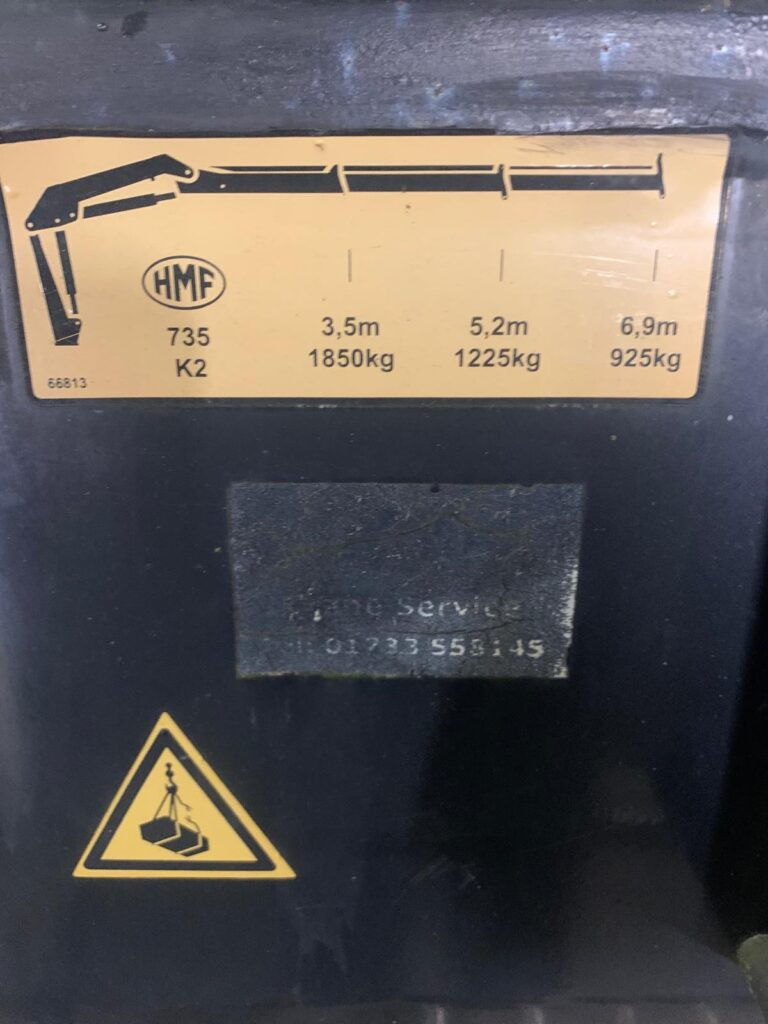 HMF
735
K2
3,5m
1850kg
5,2m
1225kg
6,9m
925kg
66813
Service
01733 558145